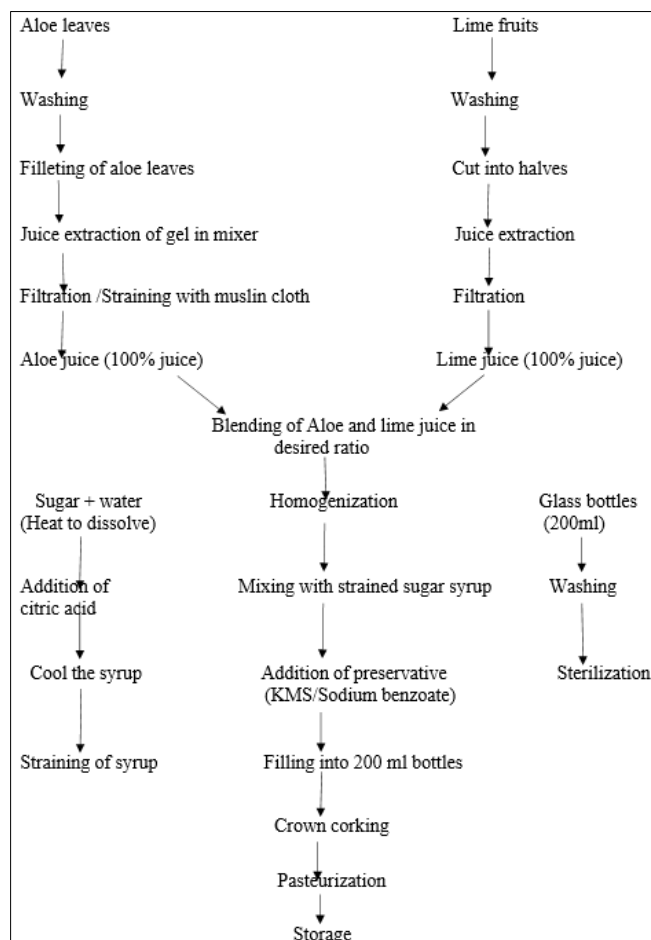 Aloe leaves
Lime fruits
Washing
Washing
Filleting of aloe leaves
Cut into halves
Juice extraction of gel in mixer
Juice extraction
Filtration /Straining with muslin cloth
Filtration
Aloe juice (100% juice)
Lime juice (100% juice)
Blending of Aloe and lime juice in
desired ratio
Sugar + water
(Heat to dissolve)
Homogenization
Glass bottles
(200ml)
Addition of
citric acid
Mixing with strained sugar syrup
Washing
Cool the syrup
Addition of preservative
(KMS/Sodium benzoate)
Sterilization
Straining of syrup
Filling into 200 ml bottles
Crown corking
Pasteurization
Storage